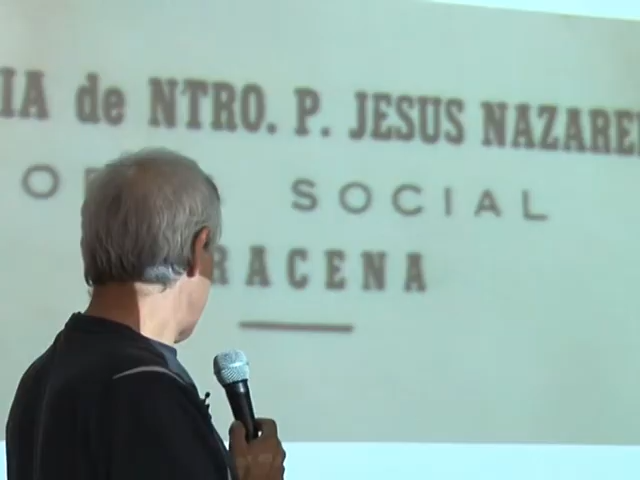 IA de NTRO. P. JESUS NAZAREN
SOCIAL
RACENA